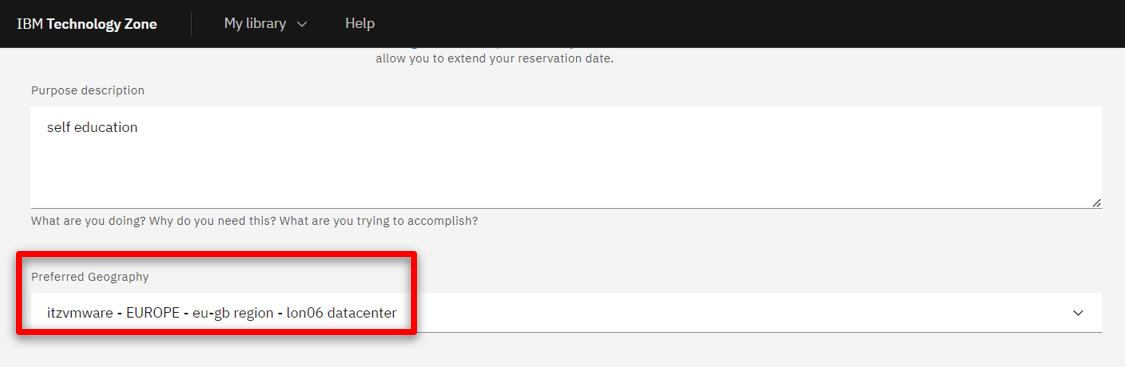 IBM Technology Zone
My library
Help
allow you to extend your reservation date.
Purpose description
self education
What are you doing? Why do you need this? What are you trying to accomplish?
Preferred Geography
itzvmware - EUROPE - eu-gb region - lon06 datacenter